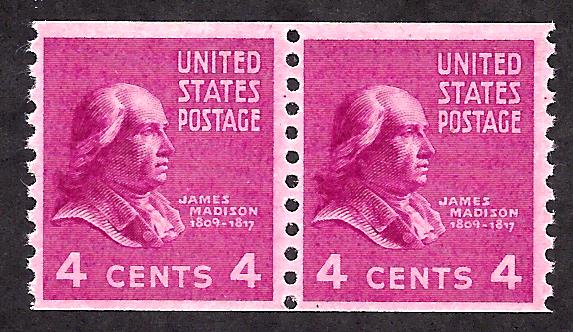 UNITED
STATES
POSTAGE
JAMES
MADISON
1809-1817
4 CENTS 4
UNITED
STATES
POSTAGE
JAMES
MADISON
1809-1817
4 CENTS 4